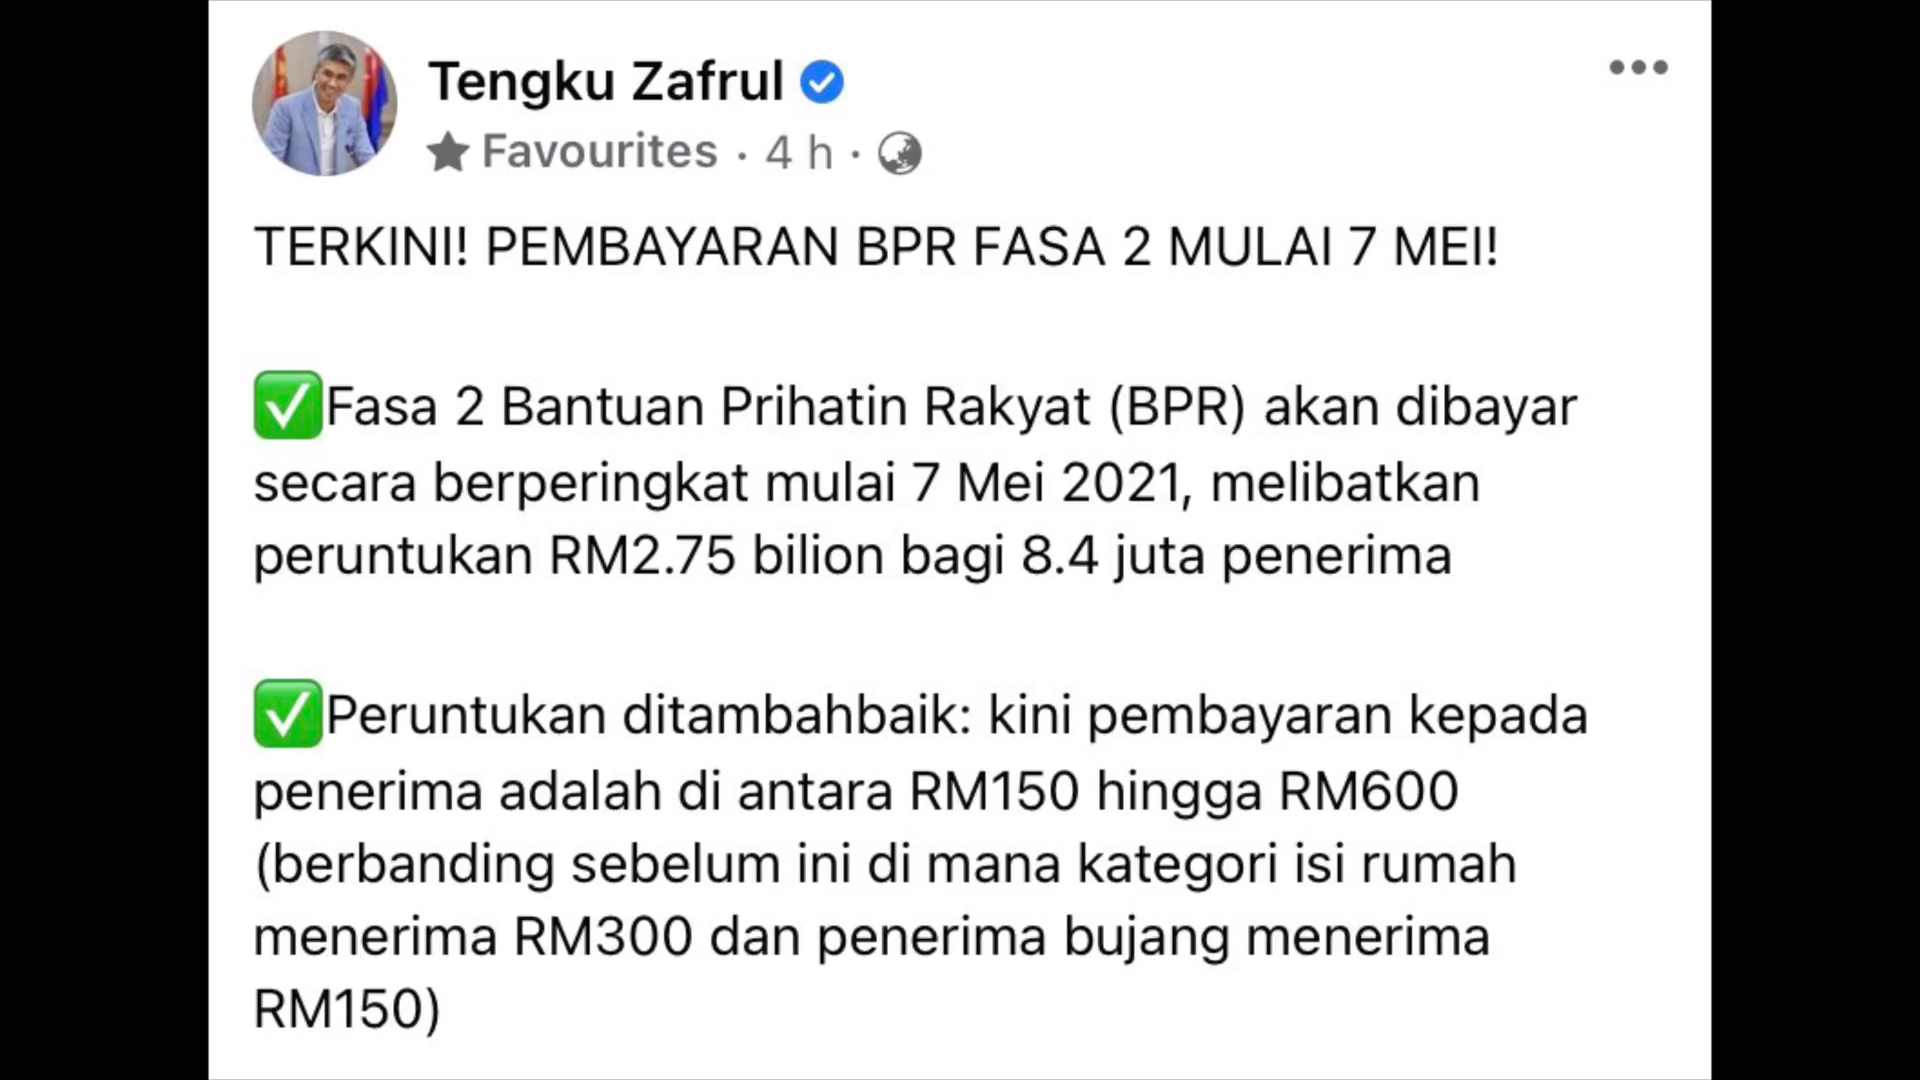 Tengku Zafrul
Favourites · 4 h ·
TERKINI! PEMBAYARAN BPR FASA 2 MULAI 7 MEI!
✅Fasa 2 Bantuan Prihatin Rakyat (BPR) akan dibayar
secara berperingkat mulai 7 Mei 2021, melibatkan
peruntukan RM2.75 bilion bagi 8.4 juta penerima
✅Peruntukan ditambahbaik: kini pembayaran kepada
penerima adalah di antara RM150 hingga RM600
(berbanding sebelum ini di mana kategori isi rumah
menerima RM300 dan penerima bujang menerima
RM150)